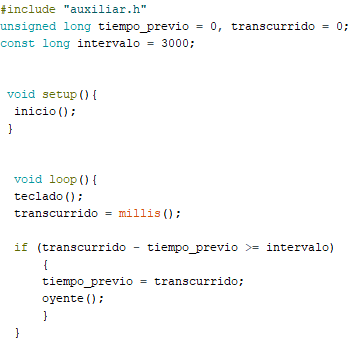 #include "auxiliar.h"
unsigned long tiempo_previo = 0, transcurrido = 0;
const long intervalo = 3000;
void setup(){
inicio();
}
void loop(){
teclado();
transcurrido = millis();
if (transcurrido - tiempo_previo >= intervalo)
{
tiempo_previo = transcurrido;
oyente();
}
}